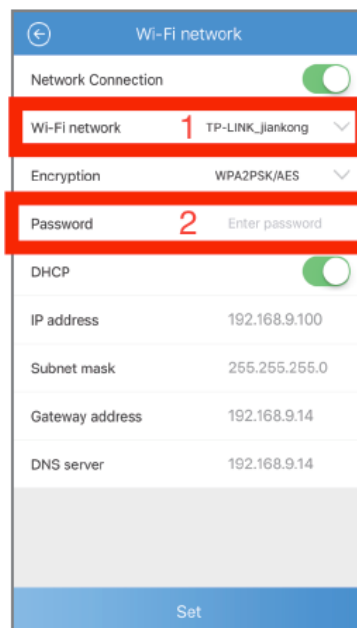 Wi-Fi network
Network Connection
Wi-Fi network 1 TP-LINK_jiankong
Encryption WPA2PSK/AES
Password 2 Enter password
DHCP
IP address 192.168.9.100
Subnet mask 255.255.255.0
Gateway address 192.168.9.14
DNS server 192.168.9.14
Set